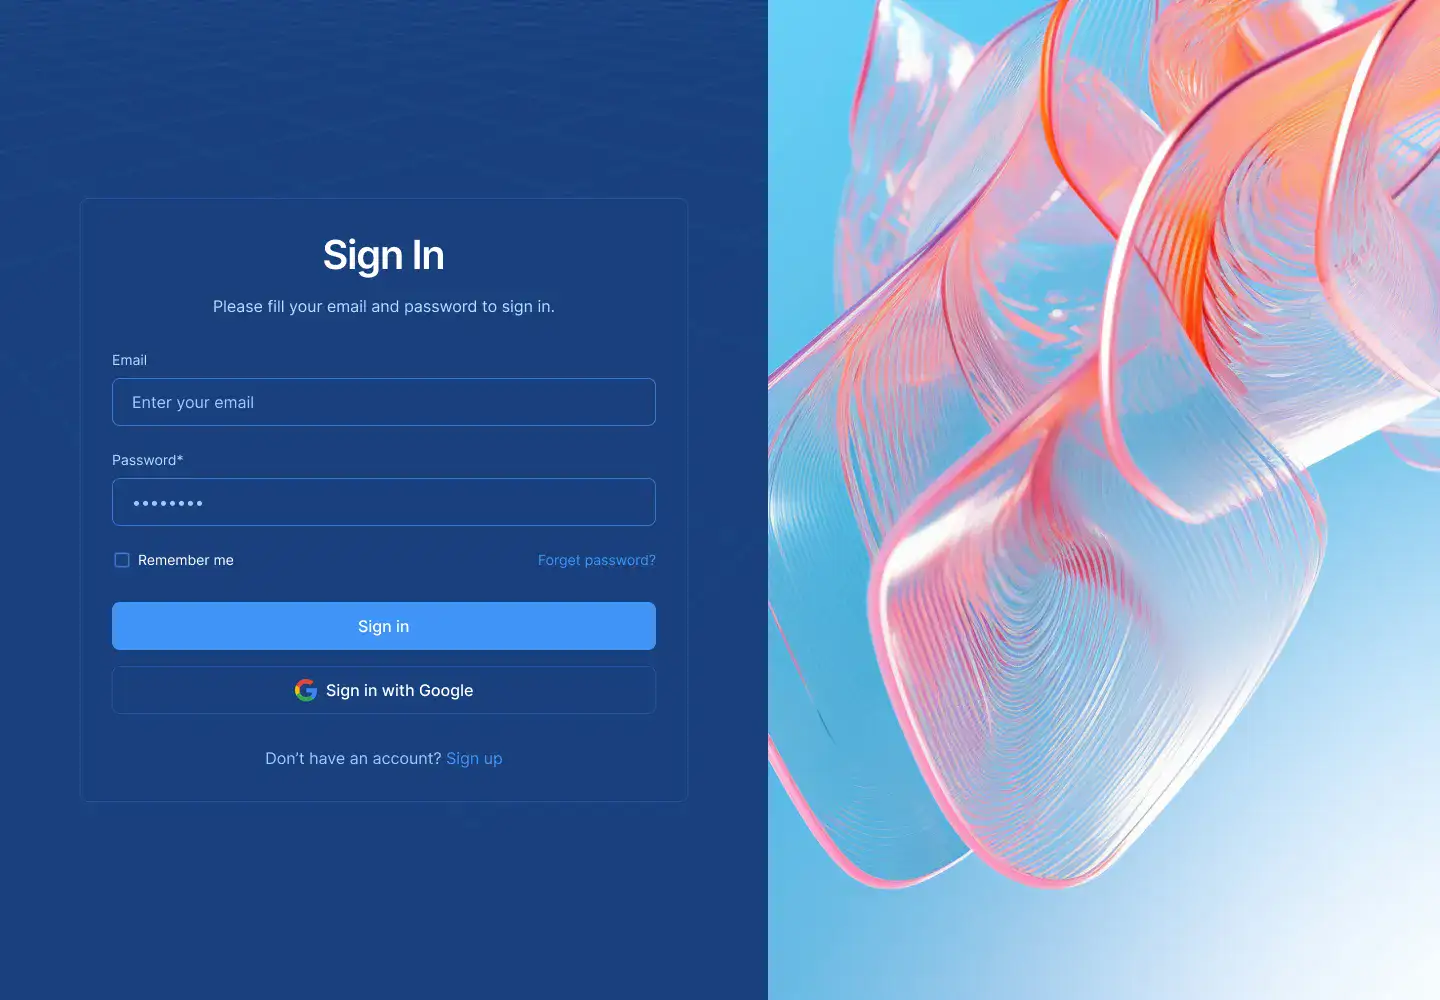 Sign In
Please fill your email and password to sign in.
Email
Enter your email
Password*
••••••••
Remember me
Forget password?
Sign in
Sign in with Google
Don’t have an account? Sign up